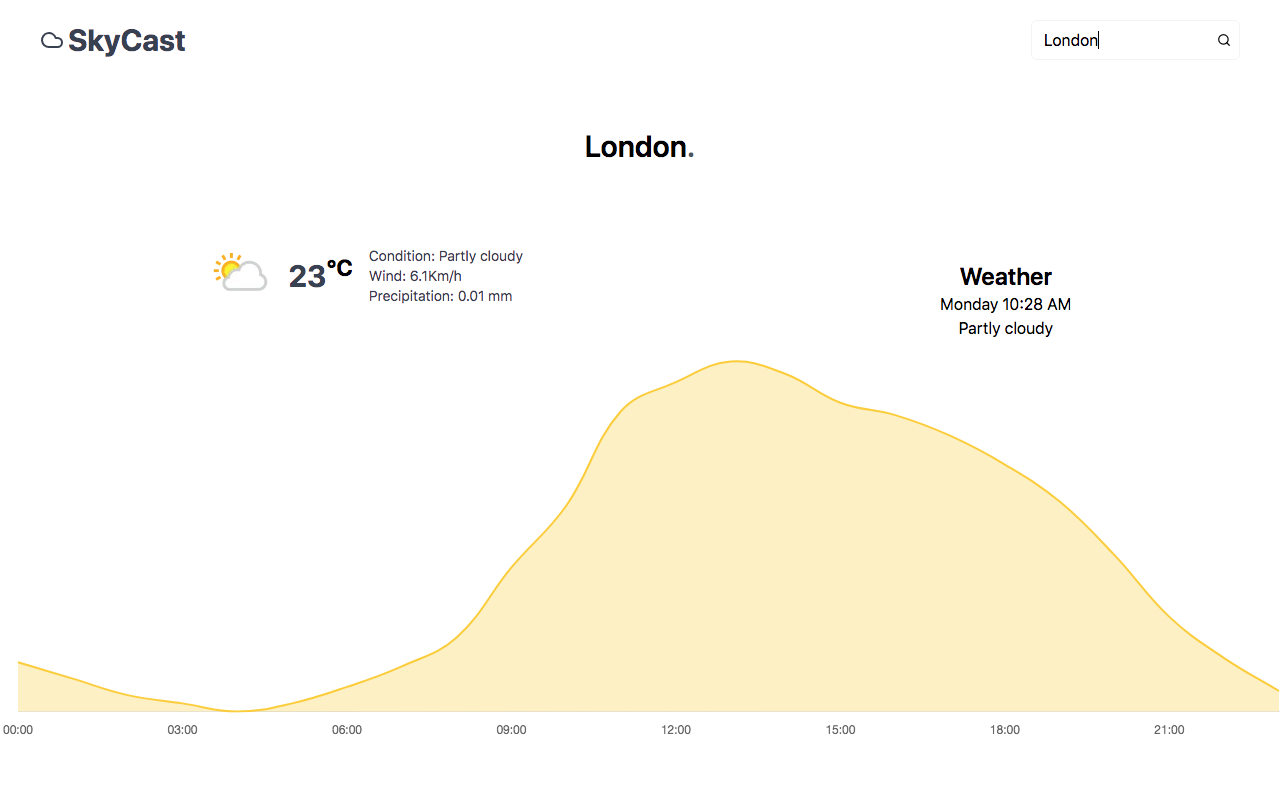 SkyCast
London
London.
23°C
Condition: Partly cloudy
Wind: 6.1Km/h
Precipitation: 0.01 mm
Weather
Monday 10:28 AM
Partly cloudy
00:00 03:00 06:00 09:00 12:00 15:00 18:00 21:00